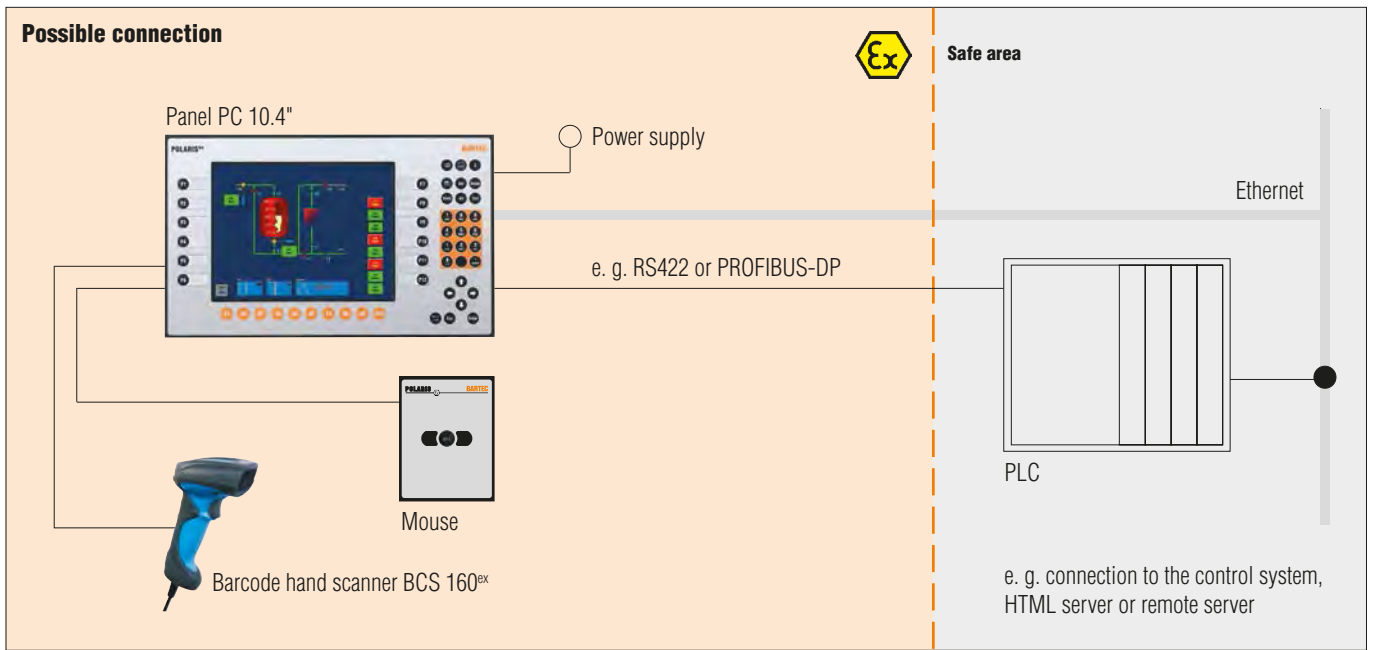 Possible connection
Ex
Safe area
Panel PC 10.4"
Power supply
POLARIS
BARTEC
Ethernet
e. g. RS422 or PROFIBUS-DP
POLARIS
BARTEC
PLC
Mouse
Barcode hand scanner BCS 160ᵉˣ
e. g. connection to the control system,
HTML server or remote server